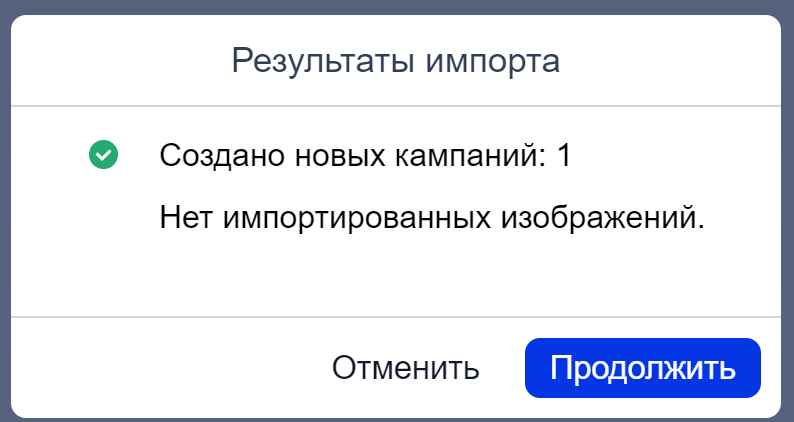 Результаты импорта
Создано новых кампаний: 1
Нет импортированных изображений.
Отменить
Продолжить